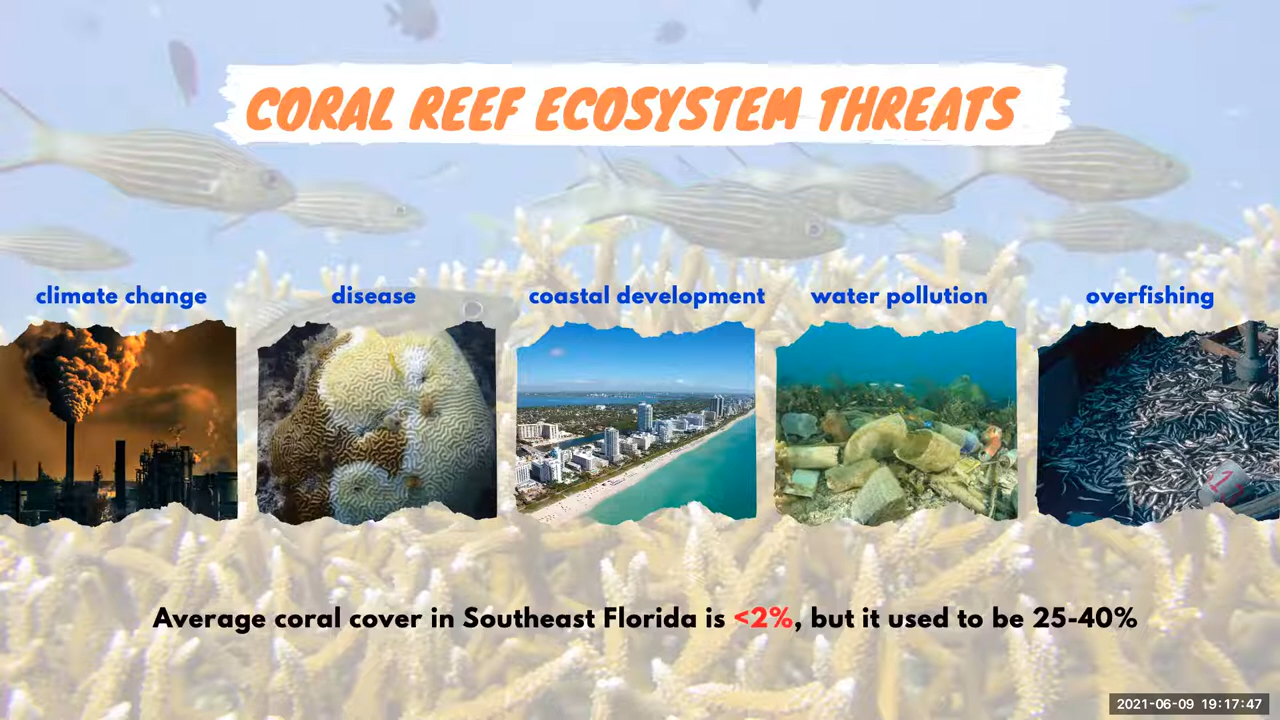 CORAL REEF ECOSYSTEM THREATS
climate change
disease
coastal development
water pollution
overfishing
Average coral cover in Southeast Florida is <2%, but it used to be 25-40%
2021-06-09 19:17:47